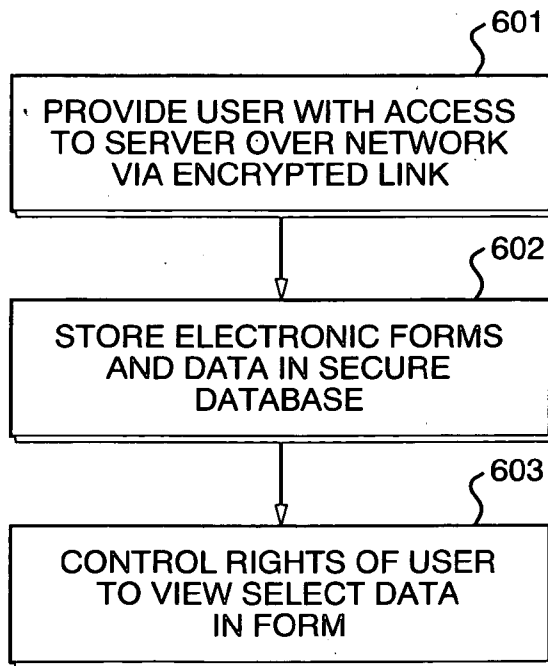 601
PROVIDE USER WITH ACCESS
TO SERVER OVER NETWORK
VIA ENCRYPTED LINK
602
STORE ELECTRONIC FORMS
AND DATA IN SECURE
DATABASE
603
CONTROL RIGHTS OF USER
TO VIEW SELECT DATA
IN FORM